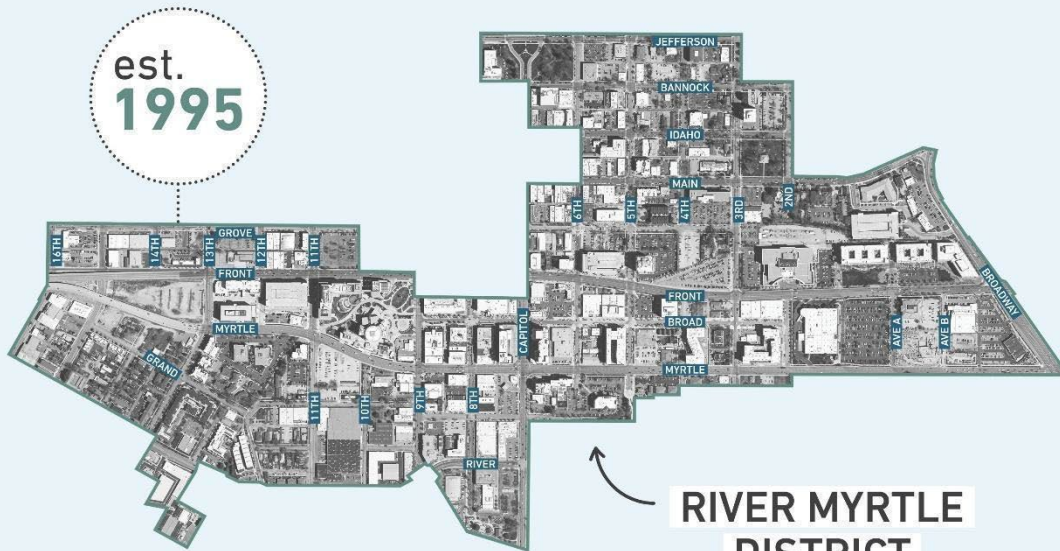 est.
1995
JEFFERSON
BANNOCK
IDAHO
MAIN
6TH
5TH
4TH
3RD
2ND
GROVE
16TH
14TH
13TH
12TH
11TH
FRONT
FRONT
BROADWAY
MYRTLE
CAPITOL
BROAD
AVE A
AVE B
GRAND
MYRTLE
11TH
10TH
9TH
8TH
RIVER
RIVER MYRTLE
DISTRICT